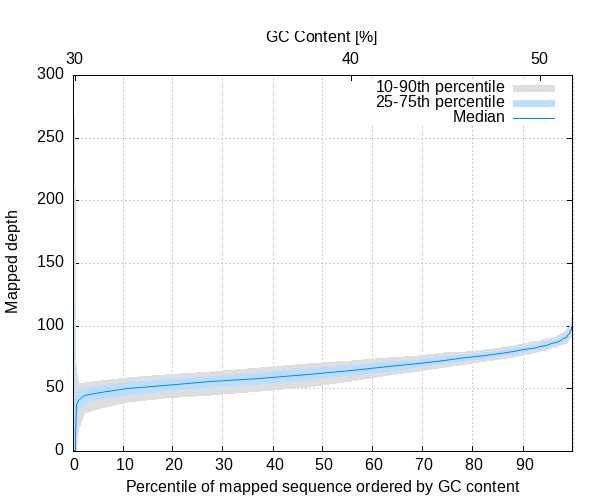 GC Content [%]
30 40 50
300
10-90th percentile
25-75th percentile
Median
250
200
150
100
50
0
Mapped depth
0 10 20 30 40 50 60 70 80 90
Percentile of mapped sequence ordered by GC content